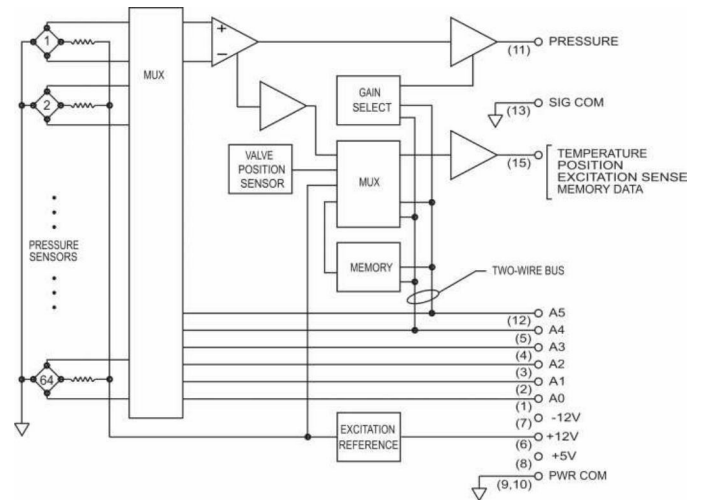 1
2
64
PRESSURE
SENSORS
MUX
+
−
VALVE
POSITION
SENSOR
GAIN
SELECT
MUX
MEMORY
TWO-WIRE BUS
EXCITATION
REFERENCE
(11) PRESSURE
(13) SIG COM
(15) TEMPERATURE
POSITION
EXCITATION SENSE
MEMORY DATA
(12) A5
(5) A4
(4) A3
(3) A2
(2) A1
(1) A0
(7) -12V
(6) +12V
(8) +5V
(9,10) PWR COM